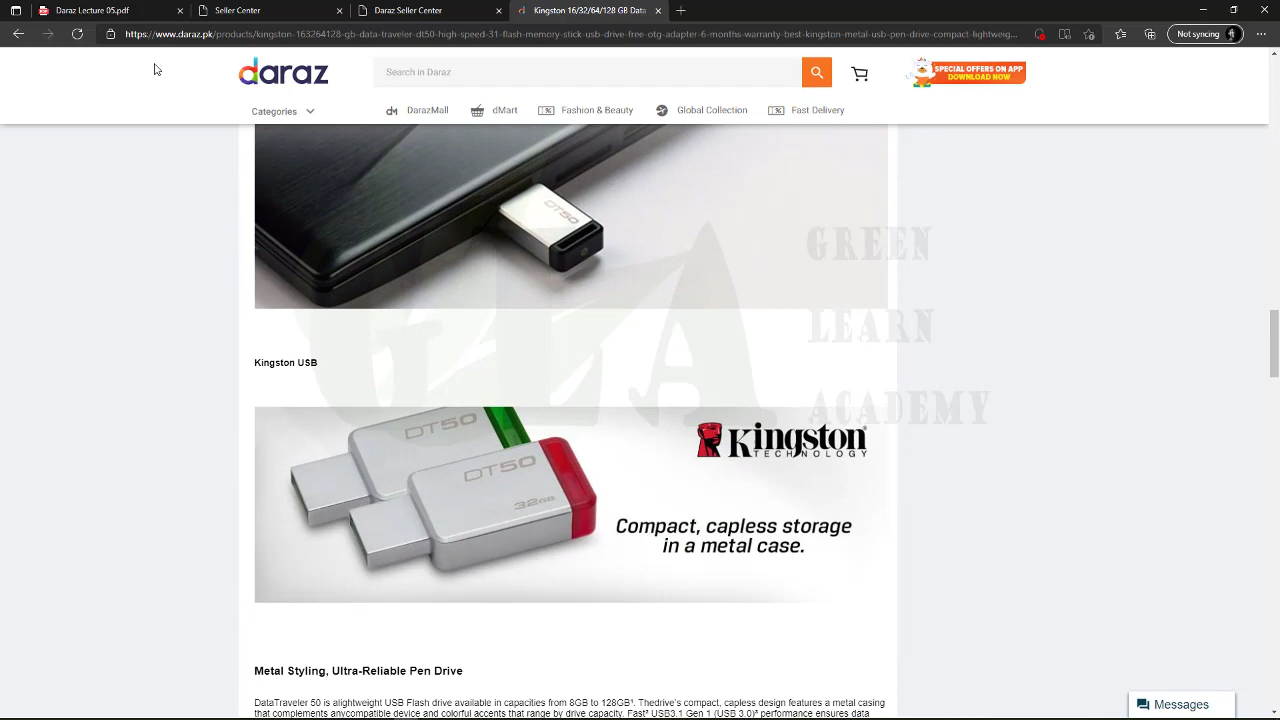 Daraz Lecture 05.pdf
Seller Center
Daraz Seller Center
Kingston 16/32/64/128 GB Data
https://www.daraz.pk/products/kingston-163264128-gb-data-traveler-dt50-high-speed-31-flash-memory-stick-usb-drive-free-otg-adapter-6-months-warranty-best-kingston-metal-usb-pen-drive-compact-lightweig...
Not syncing
daraz
Search in Daraz
SPECIAL OFFERS ON APP
DOWNLOAD NOW
Categories
DarazMall
dMart
Fashion & Beauty
Global Collection
Fast Delivery
DT50
GLA
GREEN
LEARN
ACADEMY
Kingston USB
DT50
DT50
32GB
Kingston
TECHNOLOGY
Compact, capless storage
in a metal case.
Metal Styling, Ultra-Reliable Pen Drive
DataTraveler 50 is alightweight USB Flash drive available in capacities from 8GB to 128GB¹. Thedrive's compact, capless design features a metal casing
that complements anycompatible device and colorful accents that range by drive capacity. Fast² USB3.1 Gen 1 (USB 3.0)³ performance ensures data
Messages